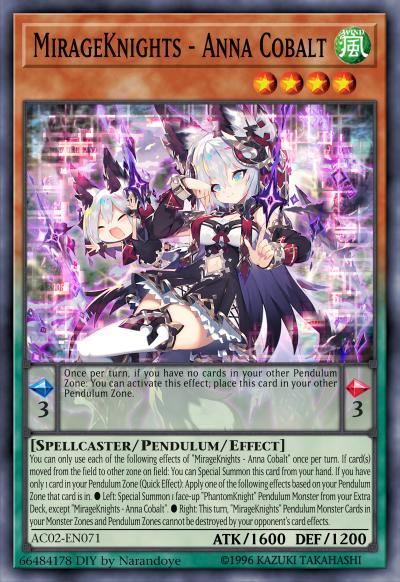 MirageKnights - Anna Cobalt
WIND
風
Once per turn, if you have no cards in your other Pendulum
Zone: You can activate this effect; place this card in your other
Pendulum Zone.
3
3
[Spellcaster/Pendulum/Effect]
You can only use each of the following effects of "MirageKnights - Anna Cobalt" once per turn. If card(s)
moved from the field to other zone on field: You can Special Summon this card from your hand. If you have
only 1 card in your Pendulum Zone (Quick Effect): Apply one of the following effects based on your Pendulum
Zone that card is in. ● Left: Special Summon 1 face-up "PhantomKnight" Pendulum Monster from your Extra
Deck, except "MirageKnights - Anna Cobalt". ● Right: This turn, "MirageKnights" Pendulum Monster Cards in
your Monster Zones and Pendulum Zones cannot be destroyed by your opponent's card effects.
AC02-EN071
ATK/1600 DEF/1200
66484178 DIY by Narandoye
©1996 KAZUKI TAKAHASHI